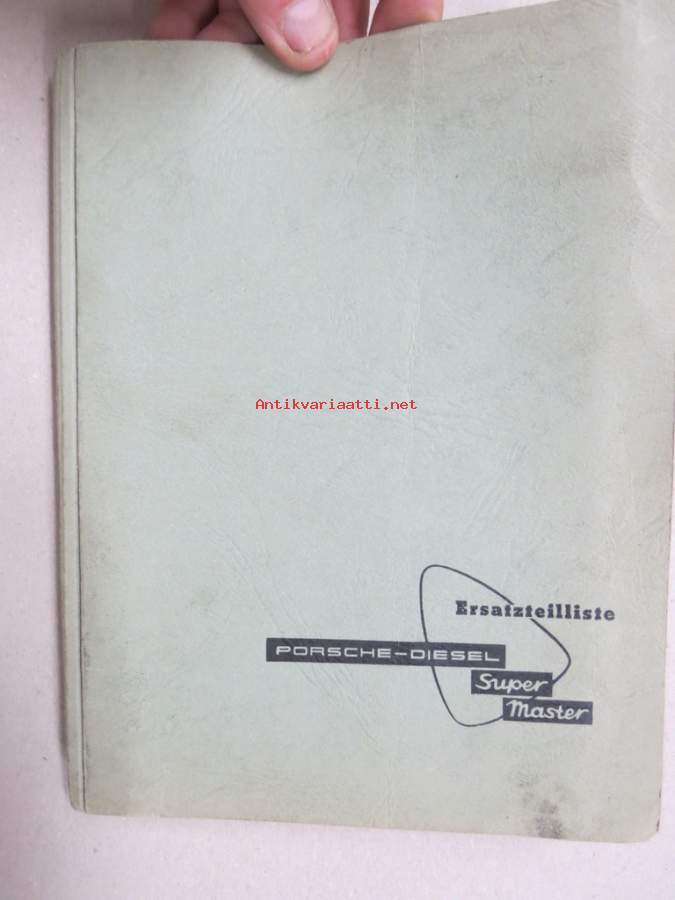 Antikvariaatti.net
Ersatzteilliste
PORSCHE-DIESEL
Super
Master